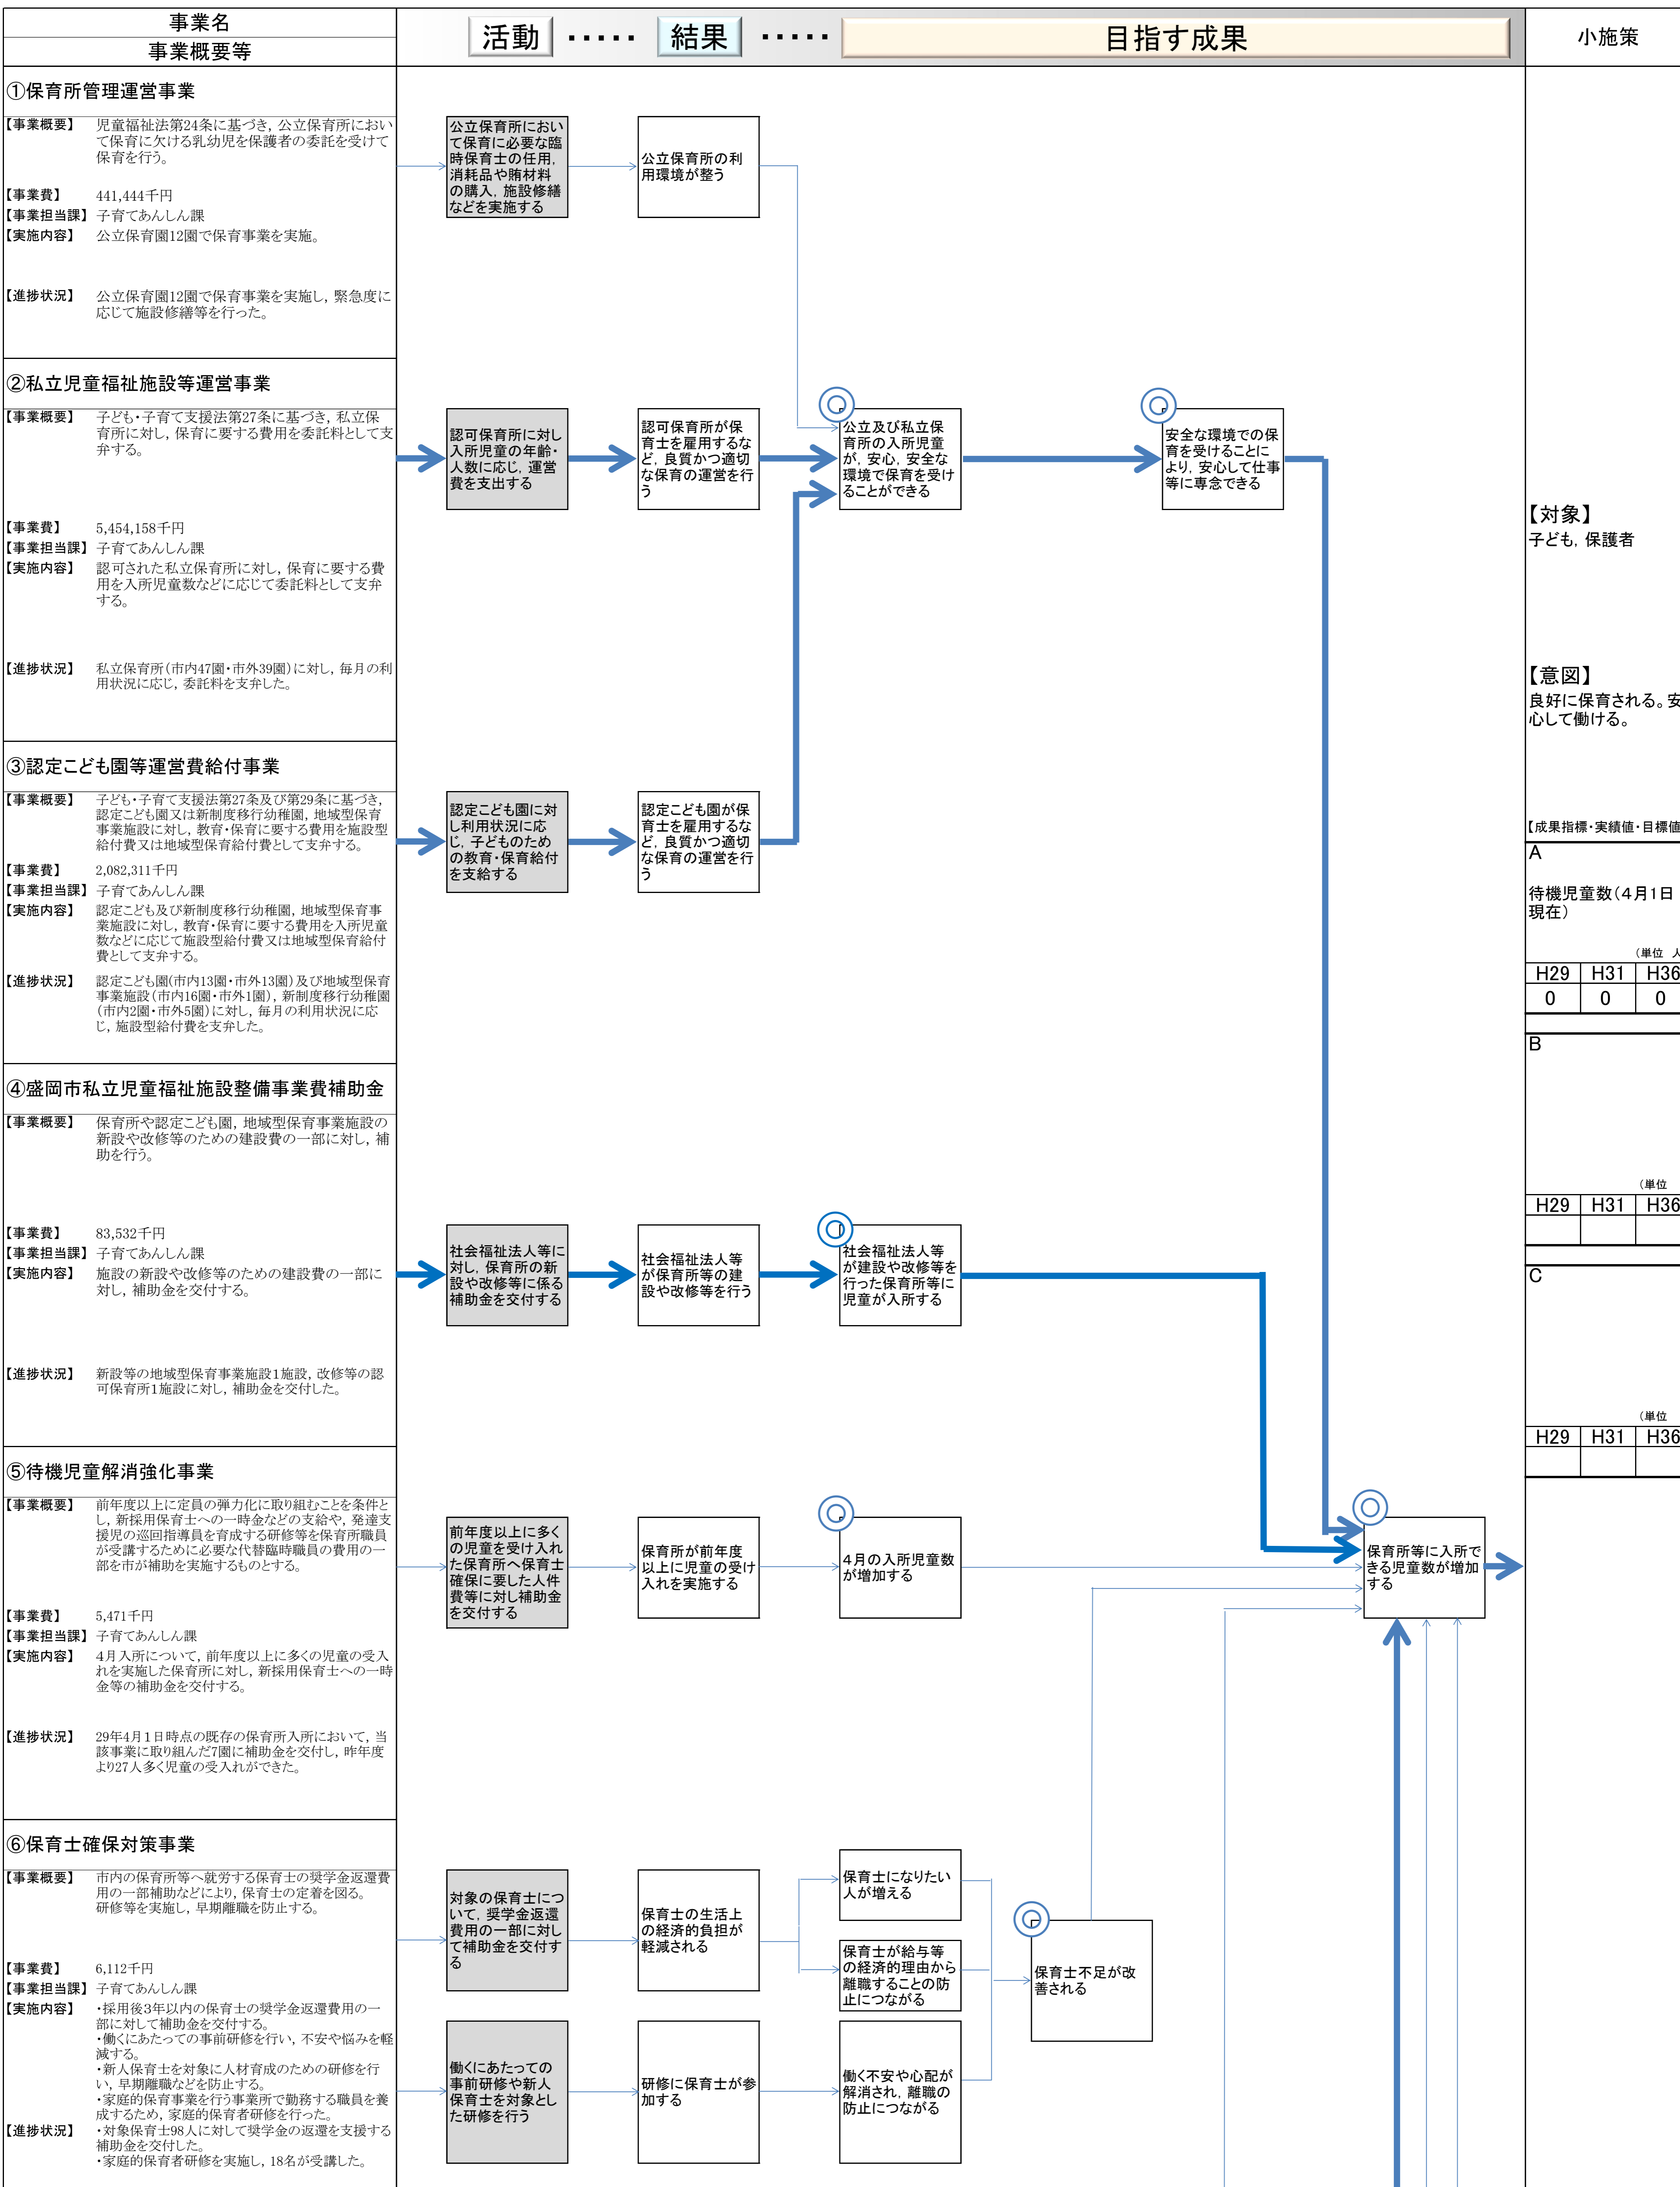 事業名
事業概要等
活動 ・・・・・ 結果 ・・・・・ 目指す成果
小施策
①保育所管理運営事業
【事業概要】 児童福祉法第24条に基づき，公立保育所におい
て保育に欠ける乳幼児を保護者の委託を受けて
保育を行う。
【事業費】 441,444千円
【事業担当課】 子育てあんしん課
【実施内容】 公立保育園12園で保育事業を実施。
【進捗状況】 公立保育園12園で保育事業を実施し，緊急度に
応じて施設修繕等を行った。
公立保育所におい
て保育に必要な臨
時保育士の任用，
消耗品や賄材料
の購入，施設修繕
などを実施する
公立保育所の利
用環境が整う
②私立児童福祉施設等運営事業
【事業概要】 子ども・子育て支援法第27条に基づき，私立保
育所に対し，保育に要する費用を委託料として支
弁する。
【事業費】 5,454,158千円
【事業担当課】 子育てあんしん課
【実施内容】 認可された私立保育所に対し，保育に要する費
用を入所児童数などに応じて委託料として支弁
する。
【進捗状況】 私立保育所（市内47園・市外39園）に対し，毎月の利
用状況に応じ，委託料を支弁した。
認可保育所に対し
入所児童の年齢・
人数に応じ，運営
費を支出する
認可保育所が保
育士を雇用するな
ど，良質かつ適切
な保育の運営を行
う
公立及び私立保
育所の入所児童
が，安心，安全な
環境で保育を受け
ることができる
安全な環境での保
育を受けることに
より，安心して仕事
等に専念できる
③認定こども園等運営費給付事業
【事業概要】 子ども・子育て支援法第27条及び第29条に基づき，
認定こども園又は新制度移行幼稚園，地域型保育
事業施設に対し，教育・保育に要する費用を施設型
給付費又は地域型保育給付費として支弁する。
【事業費】 2,082,311千円
【事業担当課】 子育てあんしん課
【実施内容】 認定こども及び新制度移行幼稚園，地域型保育事
業施設に対し，教育・保育に要する費用を入所児童
数などに応じて施設型給付費又は地域型保育給付
費として支弁する。
【進捗状況】 認定こども園(市内13園・市外13園)及び地域型保育
事業施設（市内16園・市外1園），新制度移行幼稚園
（市内2園・市外5園）に対し，毎月の利用状況に応
じ，施設型給付費を支弁した。
認定こども園に対
し利用状況に応
じ，子どものため
の教育・保育給付
を支給する
認定こども園が保
育士を雇用するな
ど，良質かつ適切
な保育の運営を行
う
④盛岡市私立児童福祉施設整備事業費補助金
【事業概要】 保育所や認定こども園，地域型保育事業施設の
新設や改修等のための建設費の一部に対し，補
助を行う。
【事業費】 83,532千円
【事業担当課】 子育てあんしん課
【実施内容】 施設の新設や改修等のための建設費の一部に
対し，補助金を交付する。
【進捗状況】 新設等の地域型保育事業施設１施設，改修等の認
可保育所１施設に対し，補助金を交付した。
社会福祉法人等に
対し，保育所の新
設や改修等に係る
補助金を交付する
社会福祉法人等
が保育所等の建
設や改修等を行う
社会福祉法人等
が建設や改修等を
行った保育所等に
児童が入所する
⑤待機児童解消強化事業
【事業概要】 前年度以上に定員の弾力化に取り組むことを条件と
し，新採用保育士への一時金などの支給や，発達支
援児の巡回指導員を育成する研修等を保育所職員
が受講するために必要な代替臨時職員の費用の一
部を市が補助を実施するものとする。
【事業費】 5,471千円
【事業担当課】 子育てあんしん課
【実施内容】 ４月入所について，前年度以上に多くの児童の受入
れを実施した保育所に対し，新採用保育士への一時
金等の補助金を交付する。
【進捗状況】 29年4月１日時点の既存の保育所入所において，当
該事業に取り組んだ7園に補助金を交付し，昨年度
より27人多く児童の受入れができた。
前年度以上に多く
の児童を受け入れ
た保育所へ保育士
確保に要した人件
費等に対し補助金
を交付する
保育所が前年度
以上に児童の受け
入れを実施する
４月の入所児童数
が増加する
保育所等に入所で
きる児童数が増加
する
⑥保育士確保対策事業
【事業概要】 市内の保育所等へ就労する保育士の奨学金返還費
用の一部補助などにより，保育士の定着を図る。
研修等を実施し，早期離職を防止する。
【事業費】 6,112千円
【事業担当課】 子育てあんしん課
【実施内容】 ・採用後３年以内の保育士の奨学金返還費用の一
部に対して補助金を交付する。
・働くにあたっての事前研修を行い，不安や悩みを軽
減する。
・新人保育士を対象に人材育成のための研修を行
い，早期離職などを防止する。
・家庭的保育事業を行う事業所で勤務する職員を養
成するため，家庭的保育者研修を行った。
【進捗状況】 ・対象保育士98人に対して奨学金の返還を支援する
補助金を交付した。
・家庭的保育者研修を実施し，18名が受講した。
対象の保育士につ
いて，奨学金返還
費用の一部に対し
て補助金を交付す
る
保育士の生活上
の経済的負担が
軽減される
保育士になりたい
人が増える
保育士が給与等
の経済的理由から
離職することの防
止につながる
保育士不足が改
善される
働くにあたっての
事前研修や新人
保育士を対象とし
た研修を行う
研修に保育士が参
加する
働く不安や心配が
解消され，離職の
防止につながる
【対象】
子ども，保護者
【意図】
良好に保育される。安
心して働ける。
【成果指標・実績値・目標値
A
待機児童数（４月1日
現在）
（単位 人
H29 H31 H36
0 0 0
B
（単位
H29 H31 H36
C
（単位
H29 H31 H36